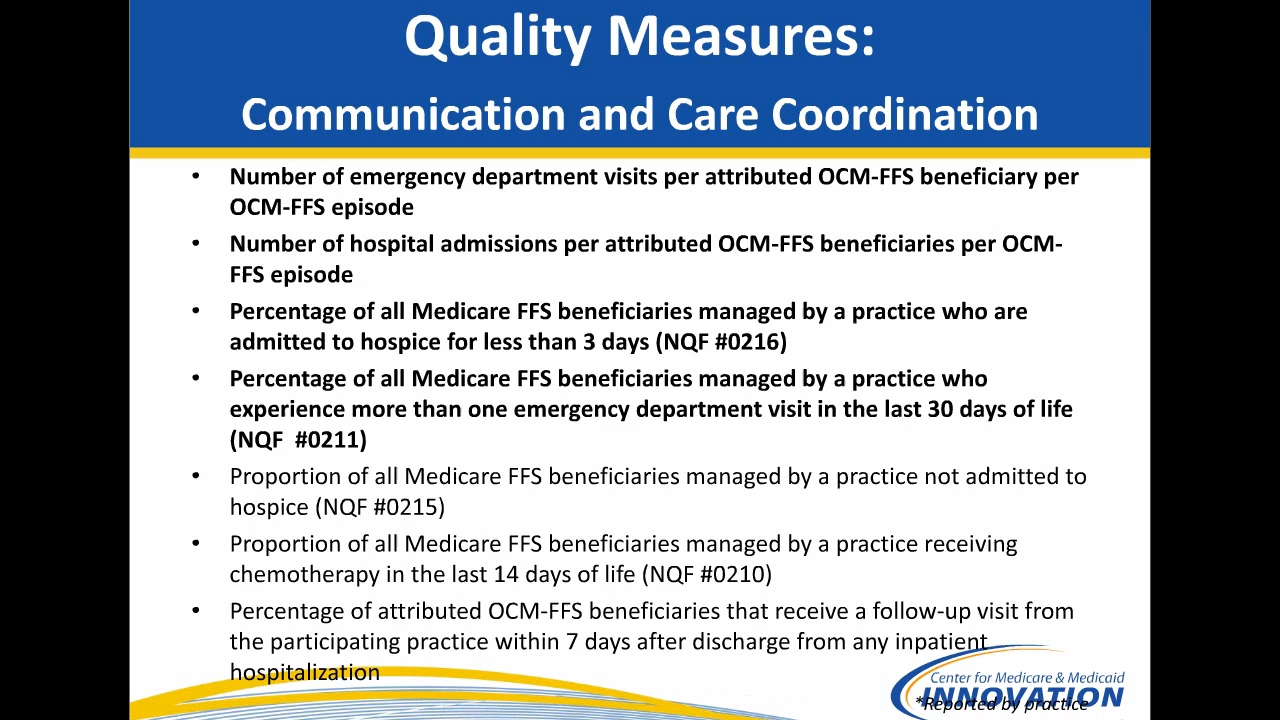 Quality Measures:
Communication and Care Coordination
• Number of emergency department visits per attributed OCM-FFS beneficiary per
OCM-FFS episode
• Number of hospital admissions per attributed OCM-FFS beneficiaries per OCM-
FFS episode
• Percentage of all Medicare FFS beneficiaries managed by a practice who are
admitted to hospice for less than 3 days (NQF #0216)
• Percentage of all Medicare FFS beneficiaries managed by a practice who
experience more than one emergency department visit in the last 30 days of life
(NQF  #0211)
• Proportion of all Medicare FFS beneficiaries managed by a practice not admitted to
hospice (NQF #0215)
• Proportion of all Medicare FFS beneficiaries managed by a practice receiving
chemotherapy in the last 14 days of life (NQF #0210)
• Percentage of attributed OCM-FFS beneficiaries that receive a follow-up visit from
the participating practice within 7 days after discharge from any inpatient
hospitalization
Center for Medicare & Medicaid
INNOVATION
*Reported by practice